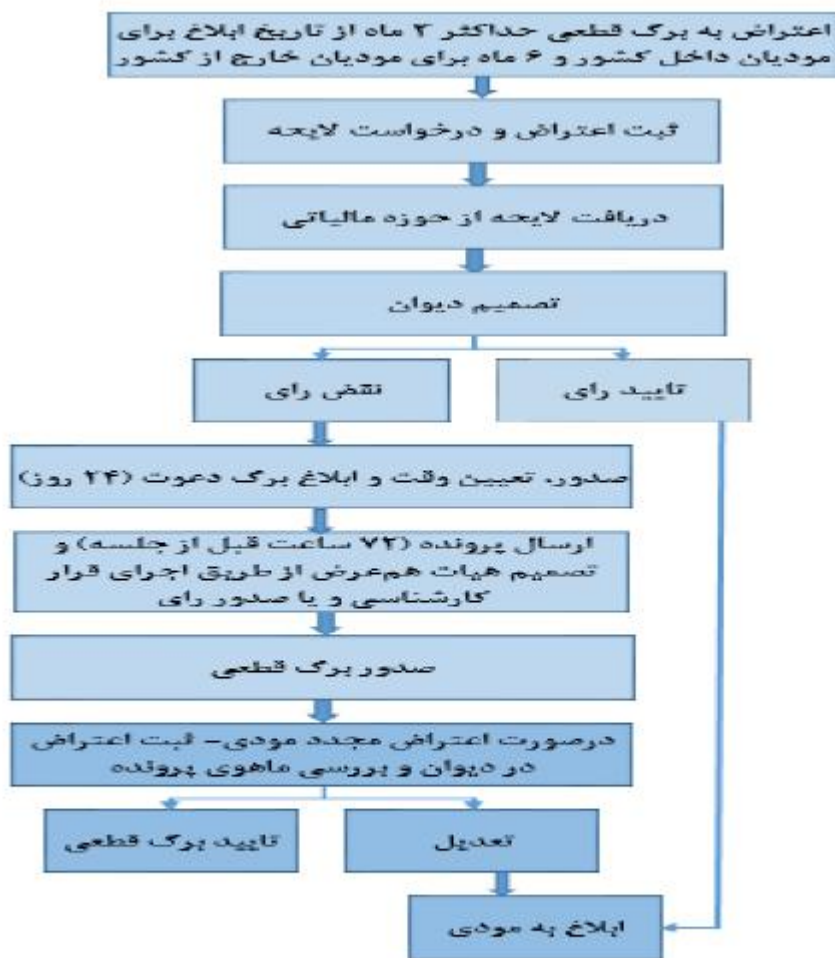 اعتراض به برگ قطعی حداکثر ۳ ماه از تاریخ ابلاغ برای
مودیان داخل کشور و ۶ ماه برای مودیان خارج از کشور
ثبت اعتراض و درخواست لایحه
دریافت لایحه از حوزه مالیاتی
تصمیم دیوان
نقض رای
تایید رای
صدور، تعیین وقت و ابلاغ برگ دعوت (۲۴ روز)
ارسال پرونده (۷۲ ساعت قبل از جلسه) و
تصمیم هیات هم‌عرض از طریق اجرای قرار
کارشناسی و یا صدور رای
صدور برگ قطعی
درصورت اعتراض مجدد مودی- ثبت اعتراض
در دیوان و بررسی ماهوی پرونده
تایید برگ قطعی
تعدیل
ابلاغ به مودی